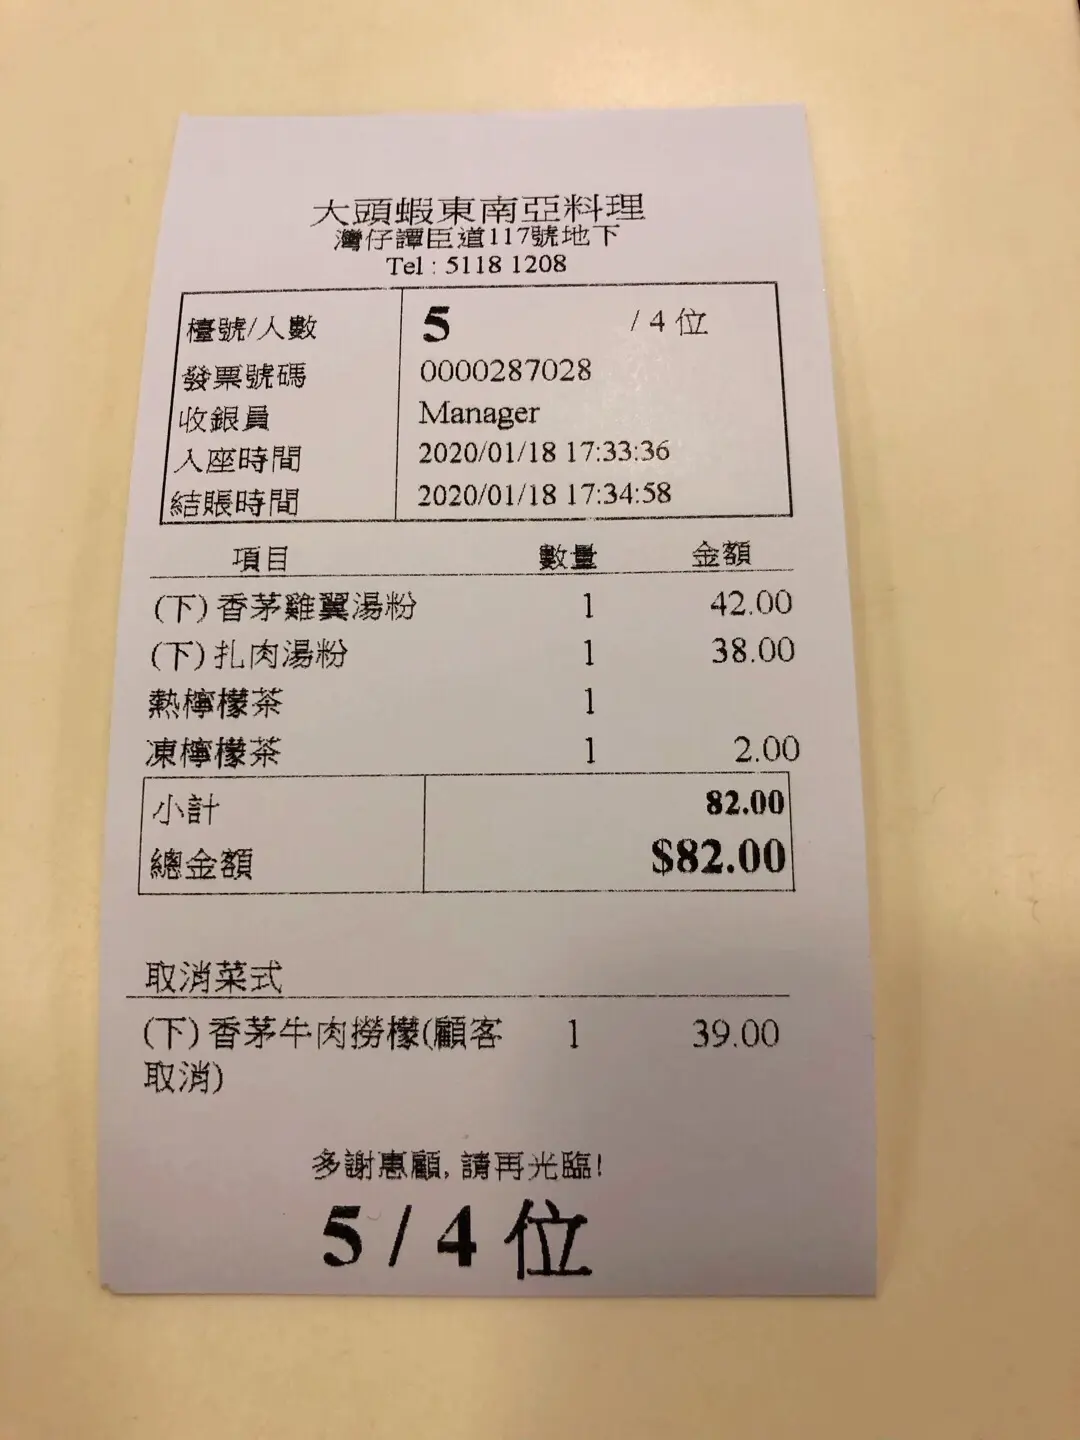 大頭蝦東南亞料理
灣仔譚臣道117號地下
Tel : 5118 1208
檯號/人數 5 / 4 位
發票號碼 0000287028
收銀員 Manager
入座時間 2020/01/18 17:33:36
結賬時間 2020/01/18 17:34:58
項目 數量 金額
(下) 香茅雞翼湯粉 1 42.00
(下) 扎肉湯粉 1 38.00
熱檸檬茶 1
凍檸檬茶 1 2.00
小計 82.00
總金額 $82.00
取消菜式
(下) 香茅牛肉撈檬(顧客 1 39.00
取消)
多謝惠顧, 請再光臨!
5 / 4 位